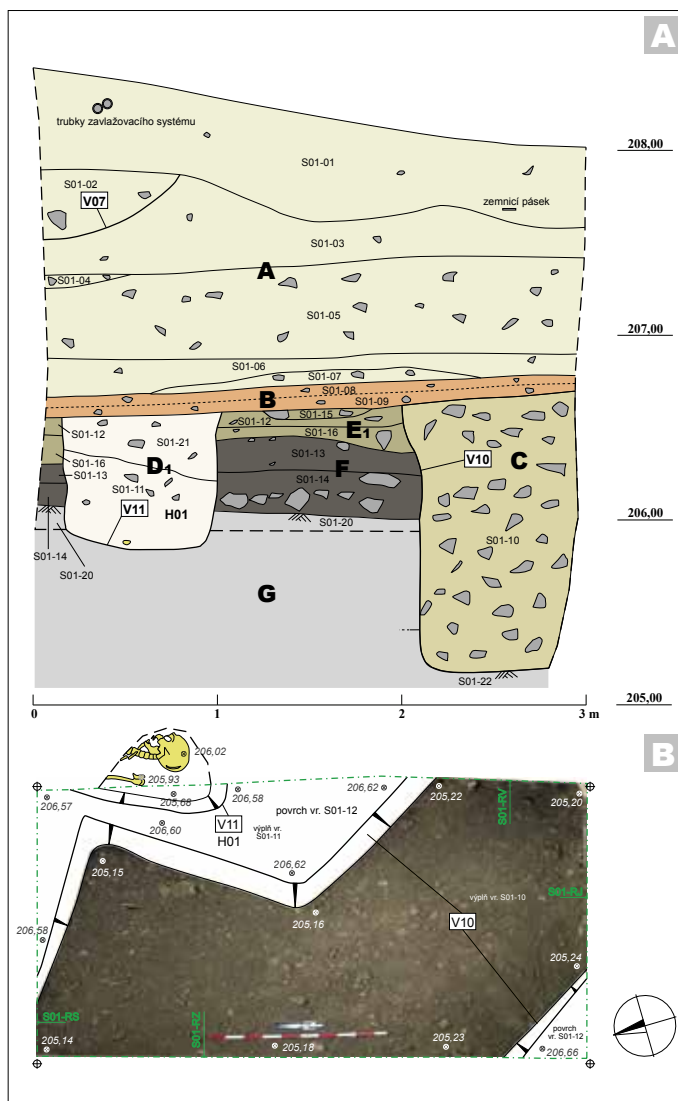 A
trubky zavlažovacího systému
208,00
S01-01
S01-02
V07
zemnicí pásek
S01-03
A
S01-04
S01-05
207,00
S01-06
S01-07
S01-08
B
S01-09
S01-12
S01-15
S01-12
S01-16
E1
S01-21
S01-16
S01-13
D1
S01-13
F
V10
C
S01-11
S01-14
H01
V11
S01-20
206,00
S01-14
S01-20
S01-10
G
S01-22
205,00
0
1
2
3 m
B
206,02
205,93
205,68
206,57
206,58
206,62
205,22
205,20
S01-RV
V11
H01
výplň vr.
S01-11
povrch vr. S01-12
206,60
205,15
206,62
S01-RJ
výplň vr. S01-10
205,16
V10
206,58
205,24
S01-RS
S01-RZ
povrch
vr. S01-12
205,14
205,18
205,23
206,66